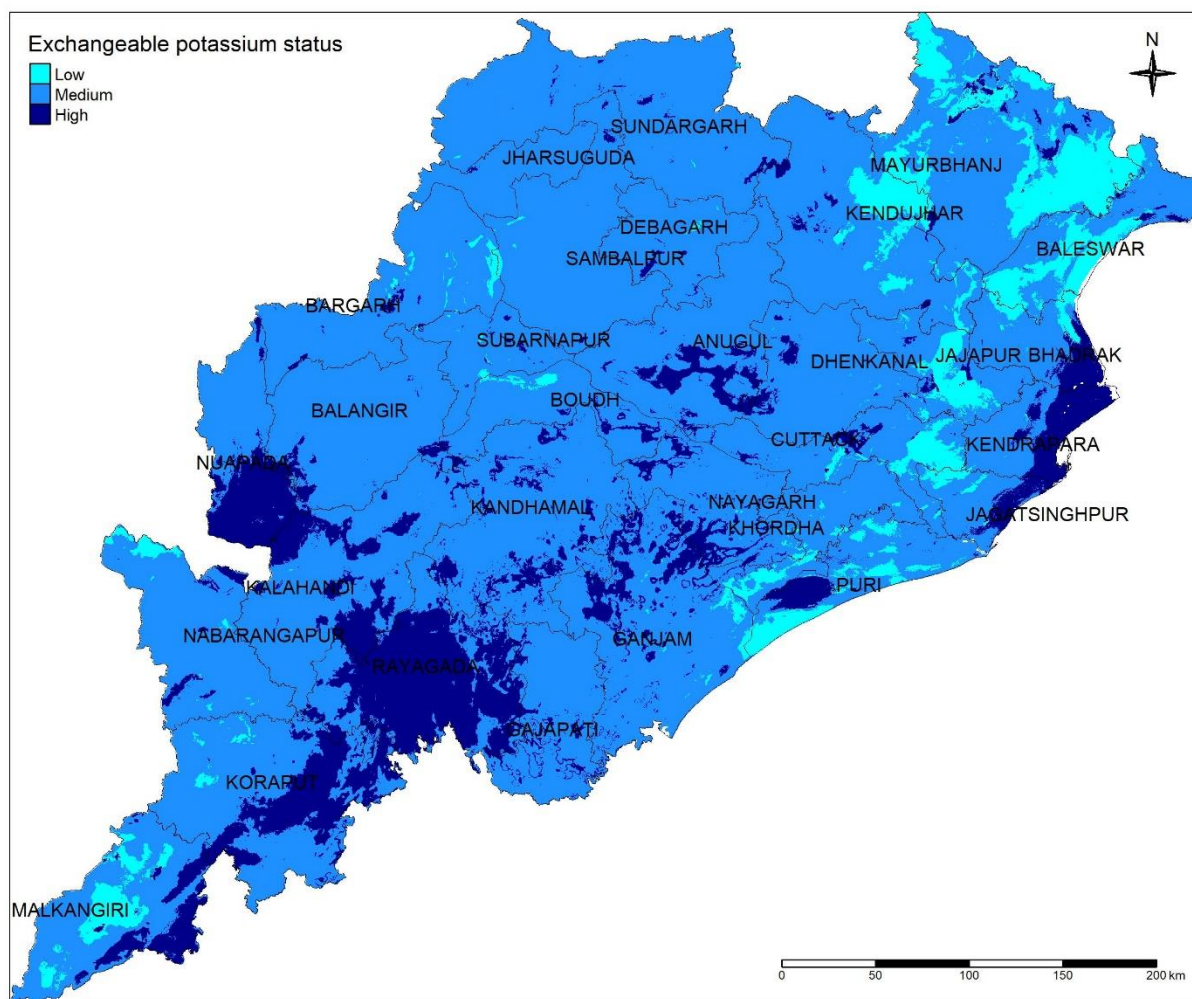 Exchangeable potassium status
Low
Medium
High
N
SUNDARGARH
JHARSUGUDA
MAYURBHANJ
KENDUJHAR
DEBAGARH
BALESWAR
SAMBALPUR
BARGARH
SUBARNAPUR
ANUGUL
DHENKANAL
JAJAPUR
BHADRAK
BALANGIR
BOUDH
CUTTACK
KENDRAPARA
NUAPADA
KANDHAMAL
NAYAGARH
JAGATSINGHPUR
KHORDHA
KALAHANDI
PURI
NABARANGAPUR
GANJAM
RAYAGADA
GAJAPATI
KORAPUT
MALKANGIRI
0 50 100 150 200 km